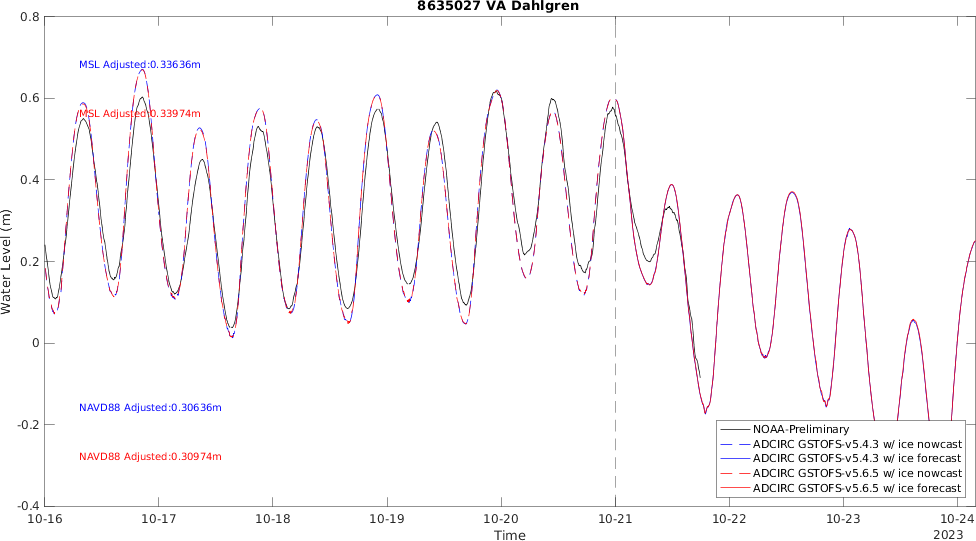 8635027 VA Dahlgren
0.8
0.6
0.4
0.2
0
-0.2
-0.4
Water Level (m)
MSL Adjusted:0.33636m
MSL Adjusted:0.33974m
NAVD88 Adjusted:0.30636m
NAVD88 Adjusted:0.30974m
NOAA-Preliminary
ADCIRC GSTOFS-v5.4.3 w/ ice nowcast
ADCIRC GSTOFS-v5.4.3 w/ ice forecast
ADCIRC GSTOFS-v5.6.5 w/ ice nowcast
ADCIRC GSTOFS-v5.6.5 w/ ice forecast
10-16 10-17 10-18 10-19 10-20 10-21 10-22 10-23 10-24
Time
2023